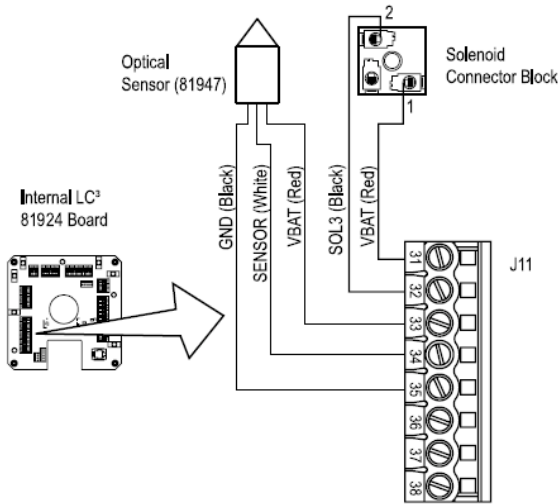 2
Optical
Sensor (81947)
Solenoid
Connector Block
1
GND (Black)
SENSOR (White)
VBAT (Red)
SOL3 (Black)
VBAT (Red)
Internal LC³
81924 Board
J11
31
32
33
34
35
36
37
38